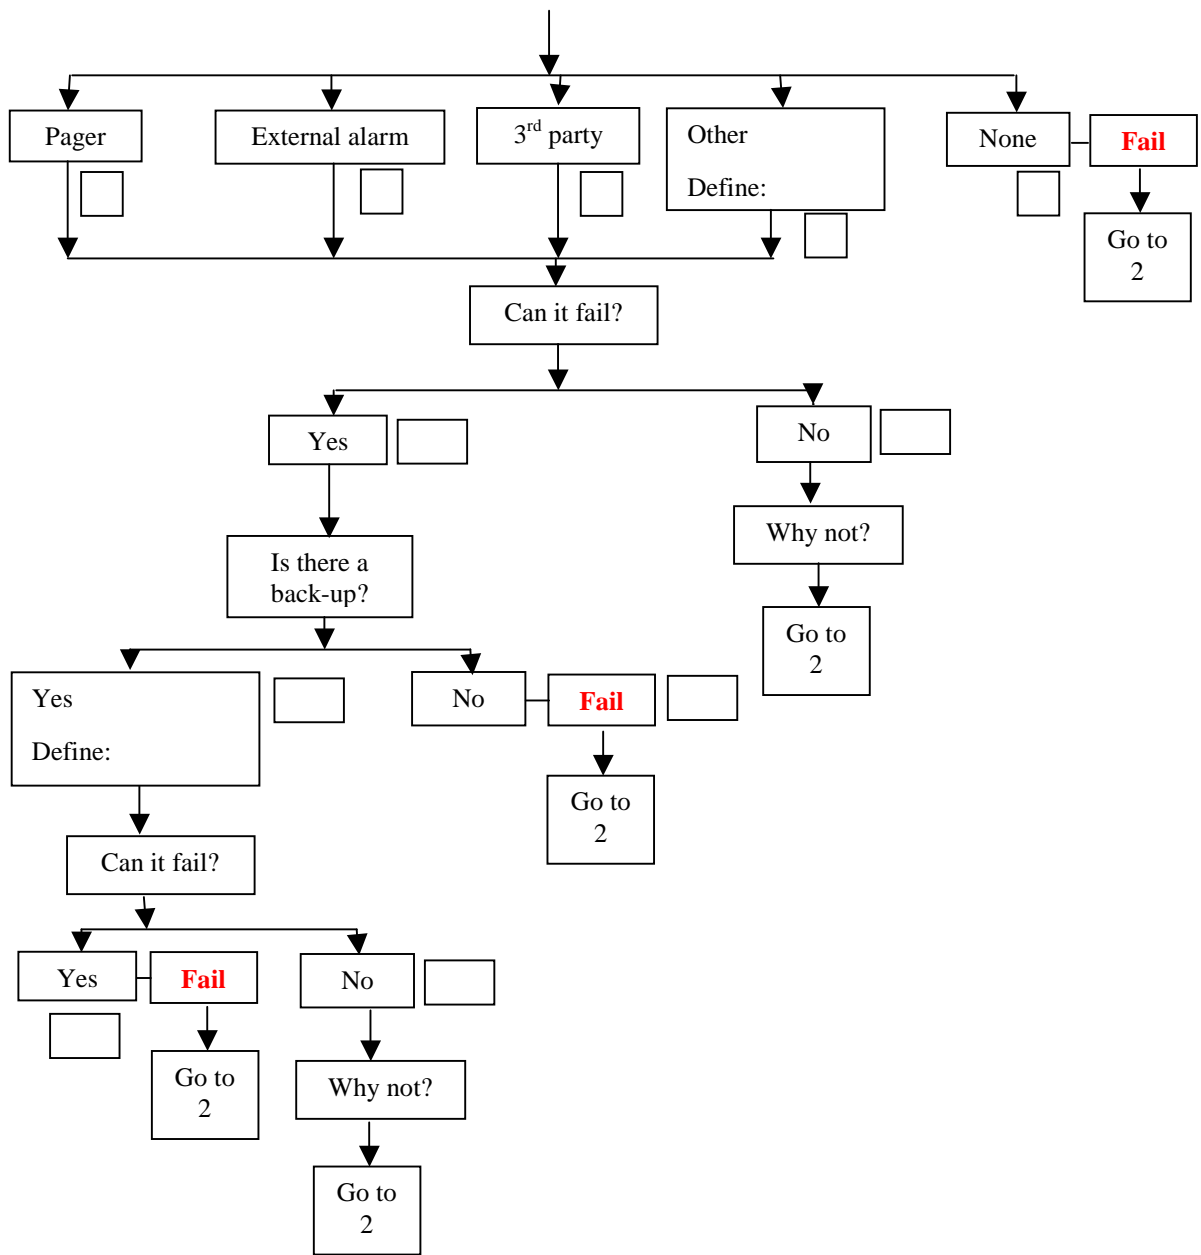 Pager
External alarm
3rd party
Other
Define:
None
Fail
Go to
2
Can it fail?
Yes
No
Why not?
Go to
2
Is there a
back-up?
Yes
Define:
No
Fail
Go to
2
Can it fail?
Yes
Fail
Go to
2
No
Why not?
Go to
2